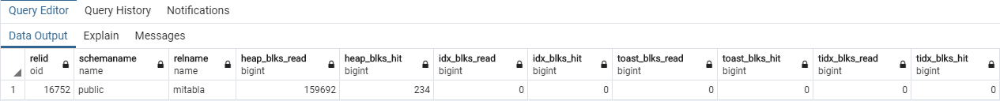 Query Editor Query History Notifications
Data Output Explain Messages
relid schemaname relname heap_blks_read heap_blks_hit idx_blks_read idx_blks_hit toast_blks_read toast_blks_hit tidx_blks_read tidx_blks_hit
oid name name bigint bigint bigint bigint bigint bigint bigint bigint
1 16752 public mitabla 159692 234 0 0 0 0 0 0